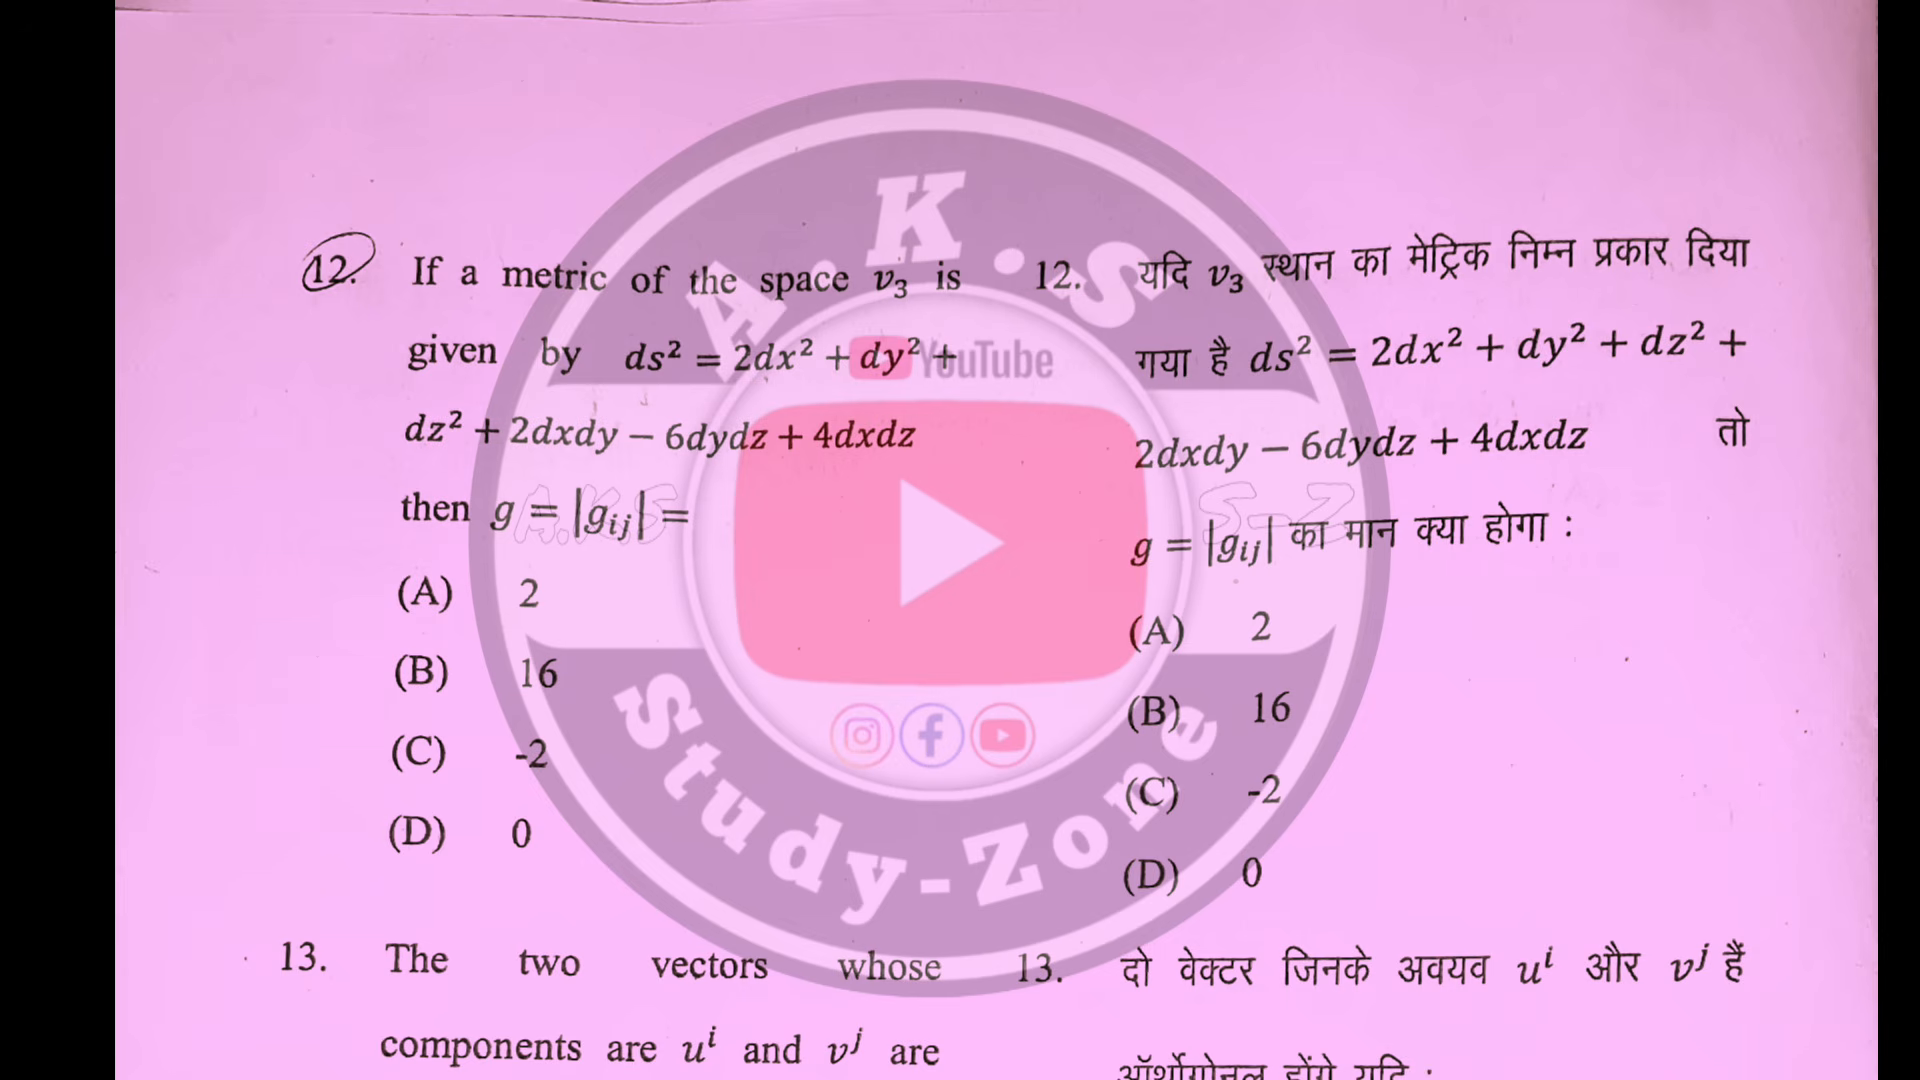 12. If a metric of the space v₃ is
given by ds² = 2dx² + dy² +
dz² + 2dxdy − 6dydz + 4dxdz
then g = |gᵢⱼ| =
(A) 2
(B) 16
(C) -2
(D) 0
13. The two vectors whose
components are uⁱ and vʲ are
12. यदि v₃ स्थान का मेट्रिक निम्न प्रकार दिया
गया है ds² = 2dx² + dy² + dz² +
2dxdy − 6dydz + 4dxdz तो
g = |gᵢⱼ| का मान क्या होगा :
(A) 2
(B) 16
(C) -2
(D) 0
13. दो वेक्टर जिनके अवयव uⁱ और vʲ हैं
ऑर्थोगोनल होंगे यदि :
A.K.S
YouTube
A.K.S
S-Z
Study-Zone